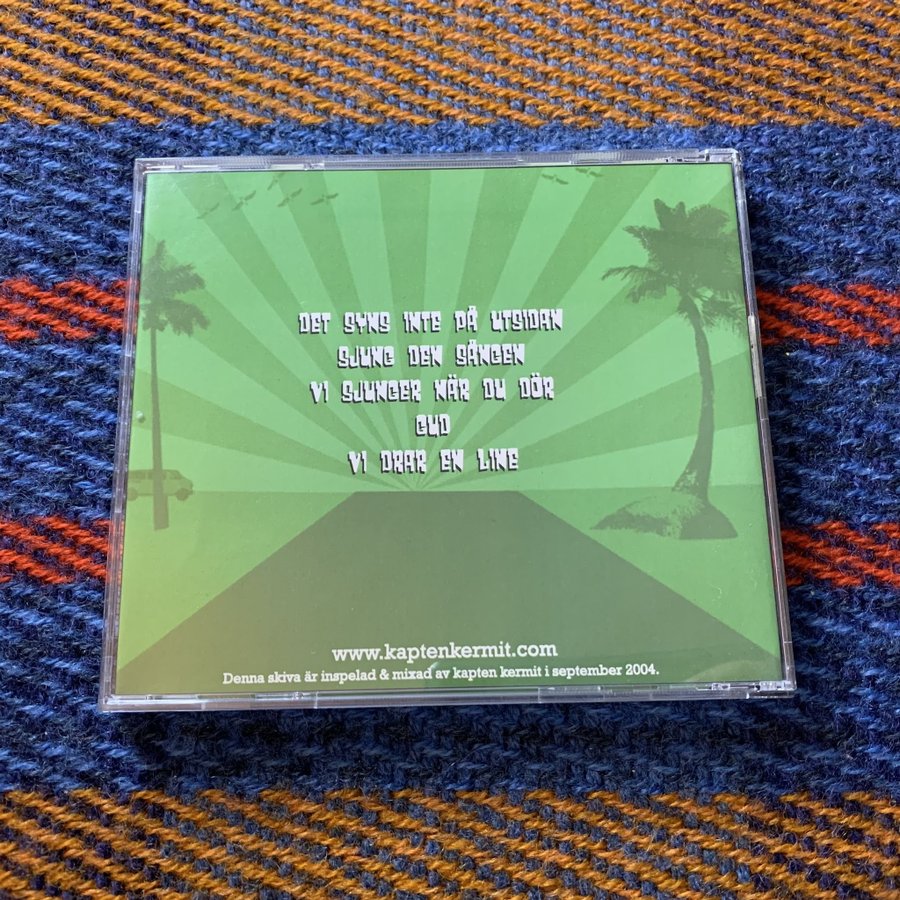 DET SYNS INTE PÅ UTSIDAN
SJUNG DEN SÅNGEN
VI SJUNGER NÄR DU DÖR
GUD
VI DRAR EN LINE
www.kaptenkermit.com
Denna skiva är inspelad & mixad av kapten kermit i september 2004.